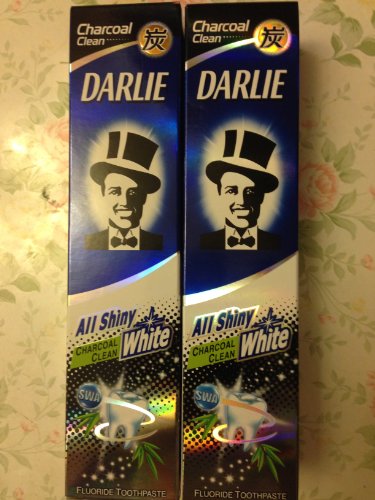 Charcoal
Clean
炭
DARLIE
All Shiny
White
CHARCOAL
CLEAN
SWA
FLUORIDE TOOTHPASTE
Charcoal
Clean
炭
DARLIE
All Shiny
White
CHARCOAL
CLEAN
SWA
FLUORIDE TOOTHPASTE